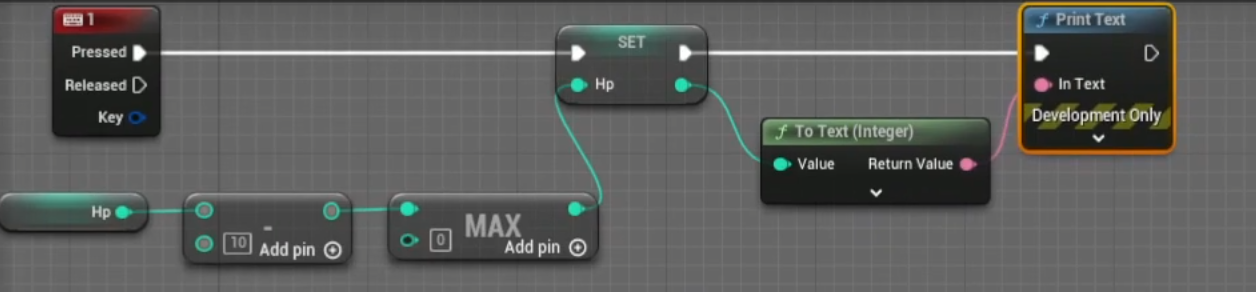 1
Pressed
Released
Key
SET
Hp
Print Text
In Text
Development Only
To Text (Integer)
Value Return Value
Hp
-
10 Add pin
MAX
0 Add pin